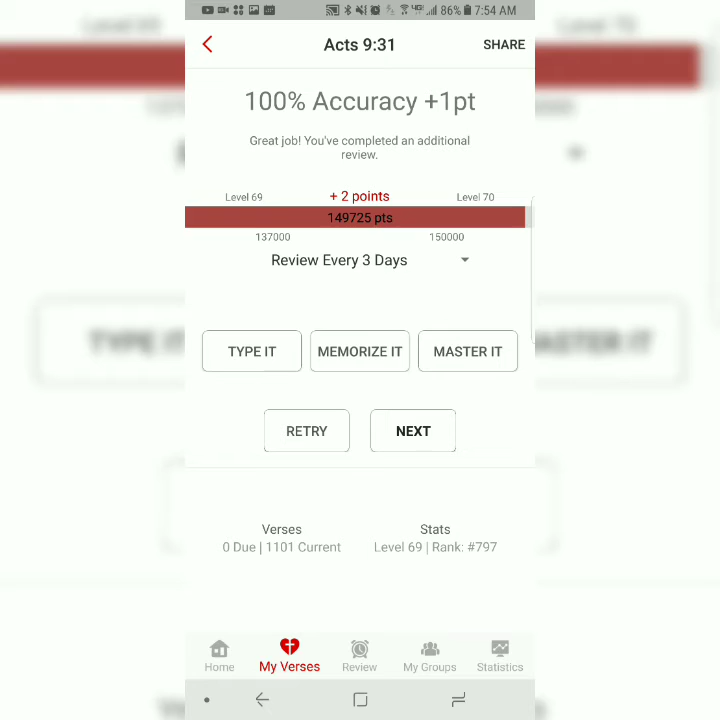 7:54 AM
86%
Acts 9:31
SHARE
100% Accuracy +1pt
Great job! You've completed an additional
review.
Level 69
+ 2 points
Level 70
149725 pts
137000
150000
Review Every 3 Days
TYPE IT
MEMORIZE IT
MASTER IT
RETRY
NEXT
Verses
Stats
0 Due | 1101 Current
Level 69 | Rank: #797
Home
My Verses
Review
My Groups
Statistics